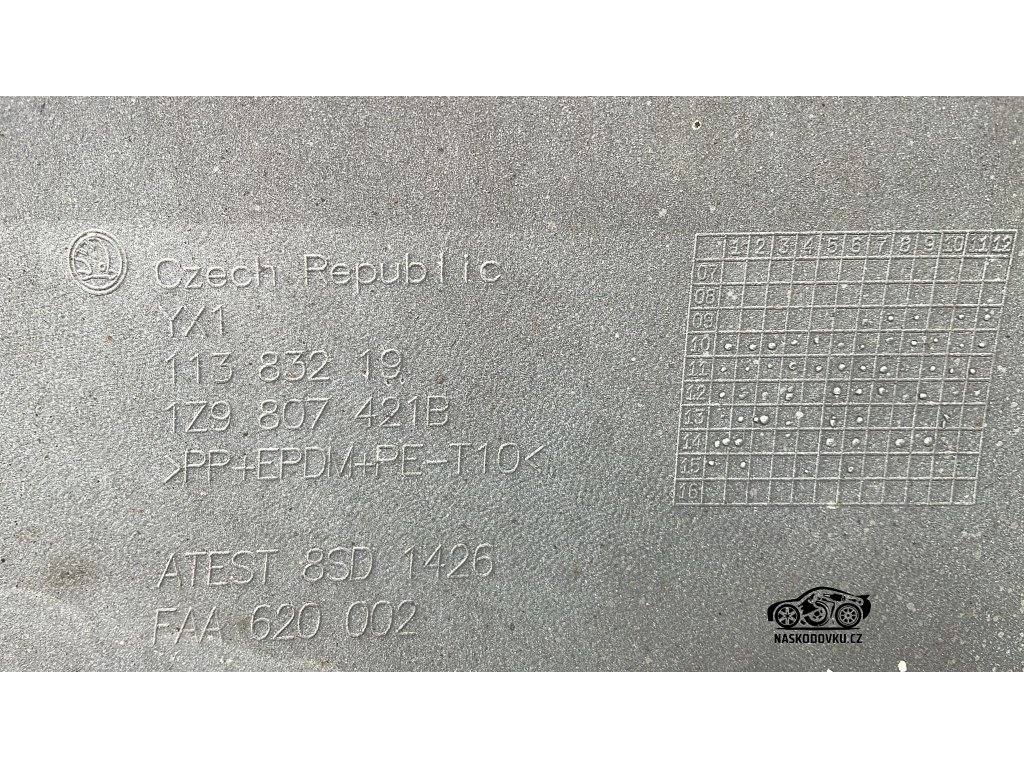 Czech Republic
YX1
113 832 19
1Z9 807 421B
>PP+EPDM+PE-T10<
ATEST 8SD 1426
FAA 620 002
1 2 3 4 5 6 7 8 9 10 11 12
07
08
09
10
11
12
13
14
15
16
NASKODOVKU.CZ